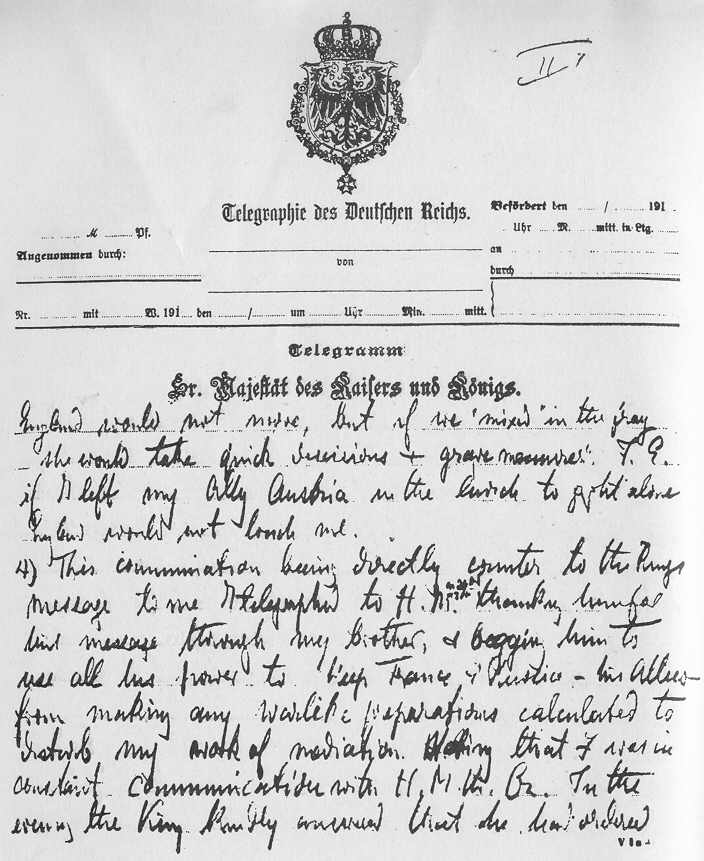 II
Telegraphie des Deutschen Reichs.
M Pf.
Angenommen durch:
von
Befördert den / 191
Uhr M. mitt. in Ltg.
an
durch
Nr. mit W. 191 den / um Uhr Min. mitt.
Telegramm
Sr. Majestät des Kaisers und Königs.
England would not move, but if we "mixed" in the fray
– she would take quick decisions + grave measures". I. E.
if I left my Ally Austria in the lurch to fight alone
England would not touch me.
4) This communication being directly counter to the Kings
message to me I telegraphed to H. M. thanking him for
his message through my brother, & begging him to
use all his power to keep France & Russia – his Allies –
from making any warlike preparations calculated to
disturb my work of mediation. that I was in
constant communication with H. M. In the
evening the King kindly answered that he had ordered